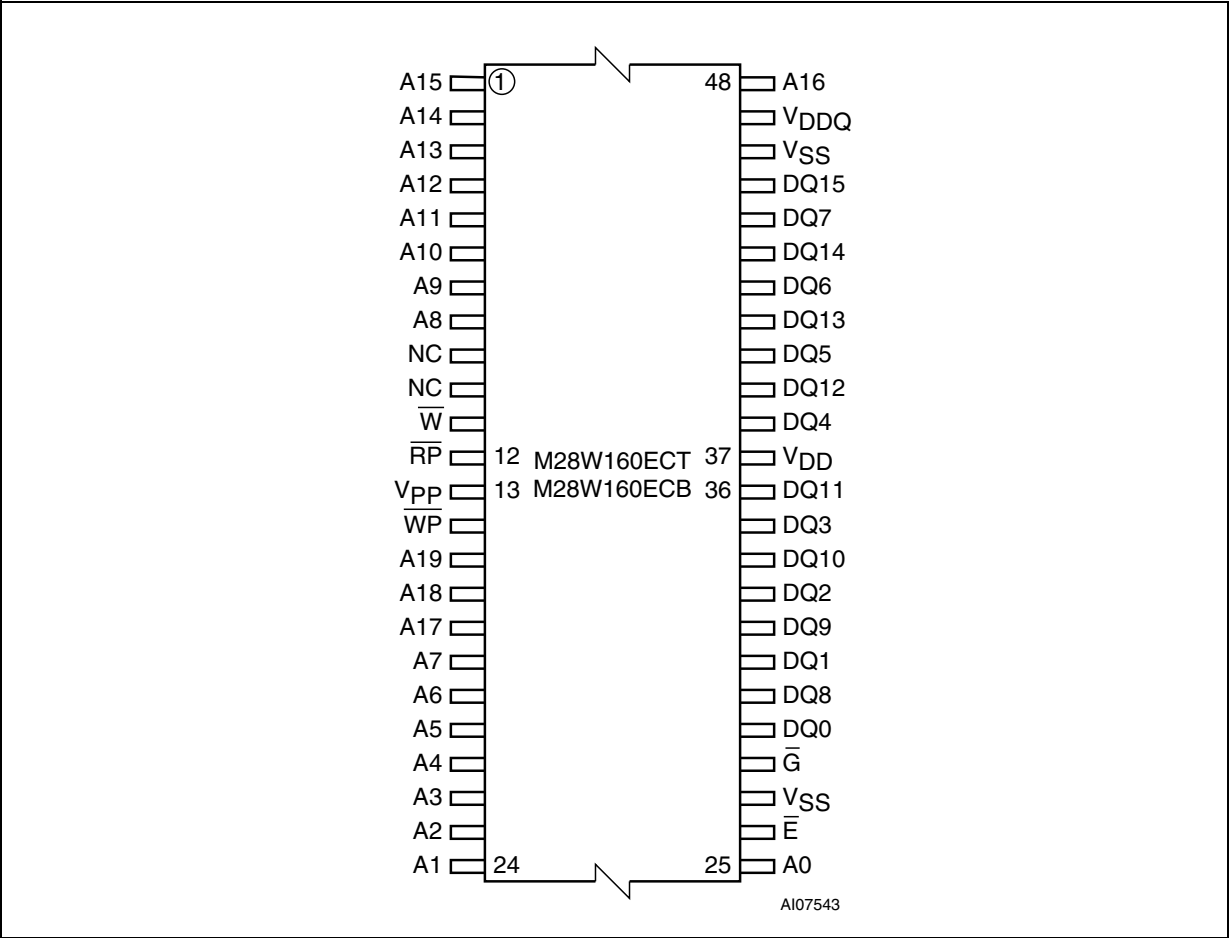 A15 ① 48 A16
A14 VDDQ
A13 VSS
A12 DQ15
A11 DQ7
A10 DQ14
A9 DQ6
A8 DQ13
NC DQ5
NC DQ12
W̅ DQ4
R̅P̅ 12 M28W160ECT 37 VDD
VPP 13 M28W160ECB 36 DQ11
W̅P̅ DQ3
A19 DQ10
A18 DQ2
A17 DQ9
A7 DQ1
A6 DQ8
A5 DQ0
A4 G̅
A3 VSS
A2 E̅
A1 24 25 A0
AI07543